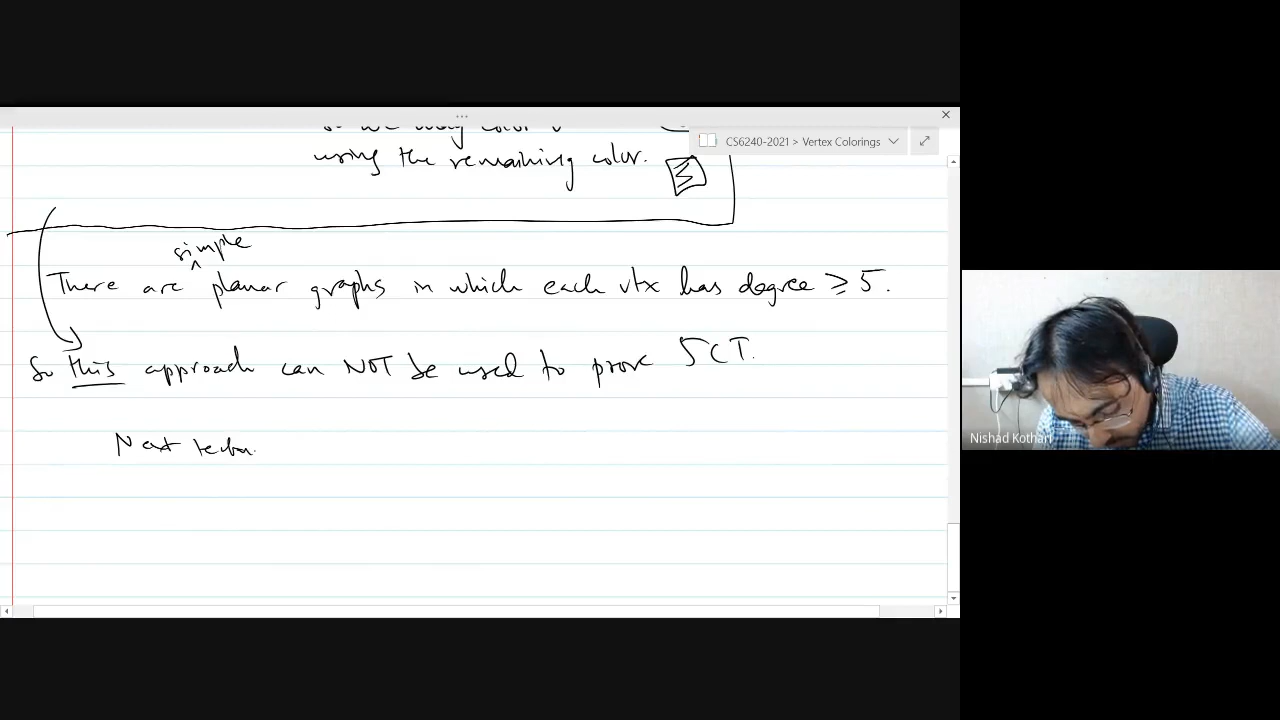 CS6240-2021 > Vertex Colorings
using the remaining color.
simple
There are ^ planar graphs in which each vtx has degree ≥ 5.
So this approach can NOT be used to prove 5CT.
Next
Nishad Kothari